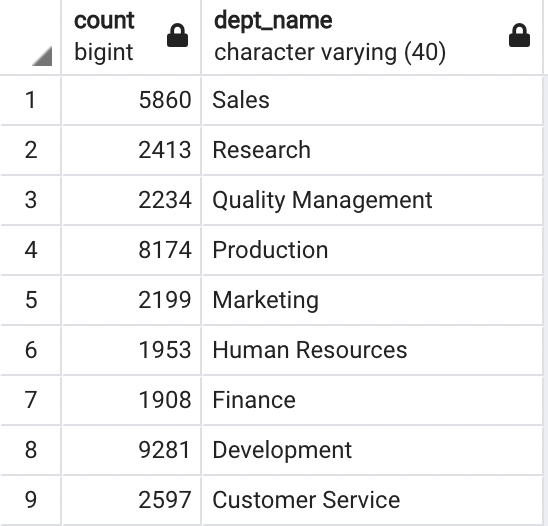 count dept_name
bigint character varying (40)
1 5860 Sales
2 2413 Research
3 2234 Quality Management
4 8174 Production
5 2199 Marketing
6 1953 Human Resources
7 1908 Finance
8 9281 Development
9 2597 Customer Service